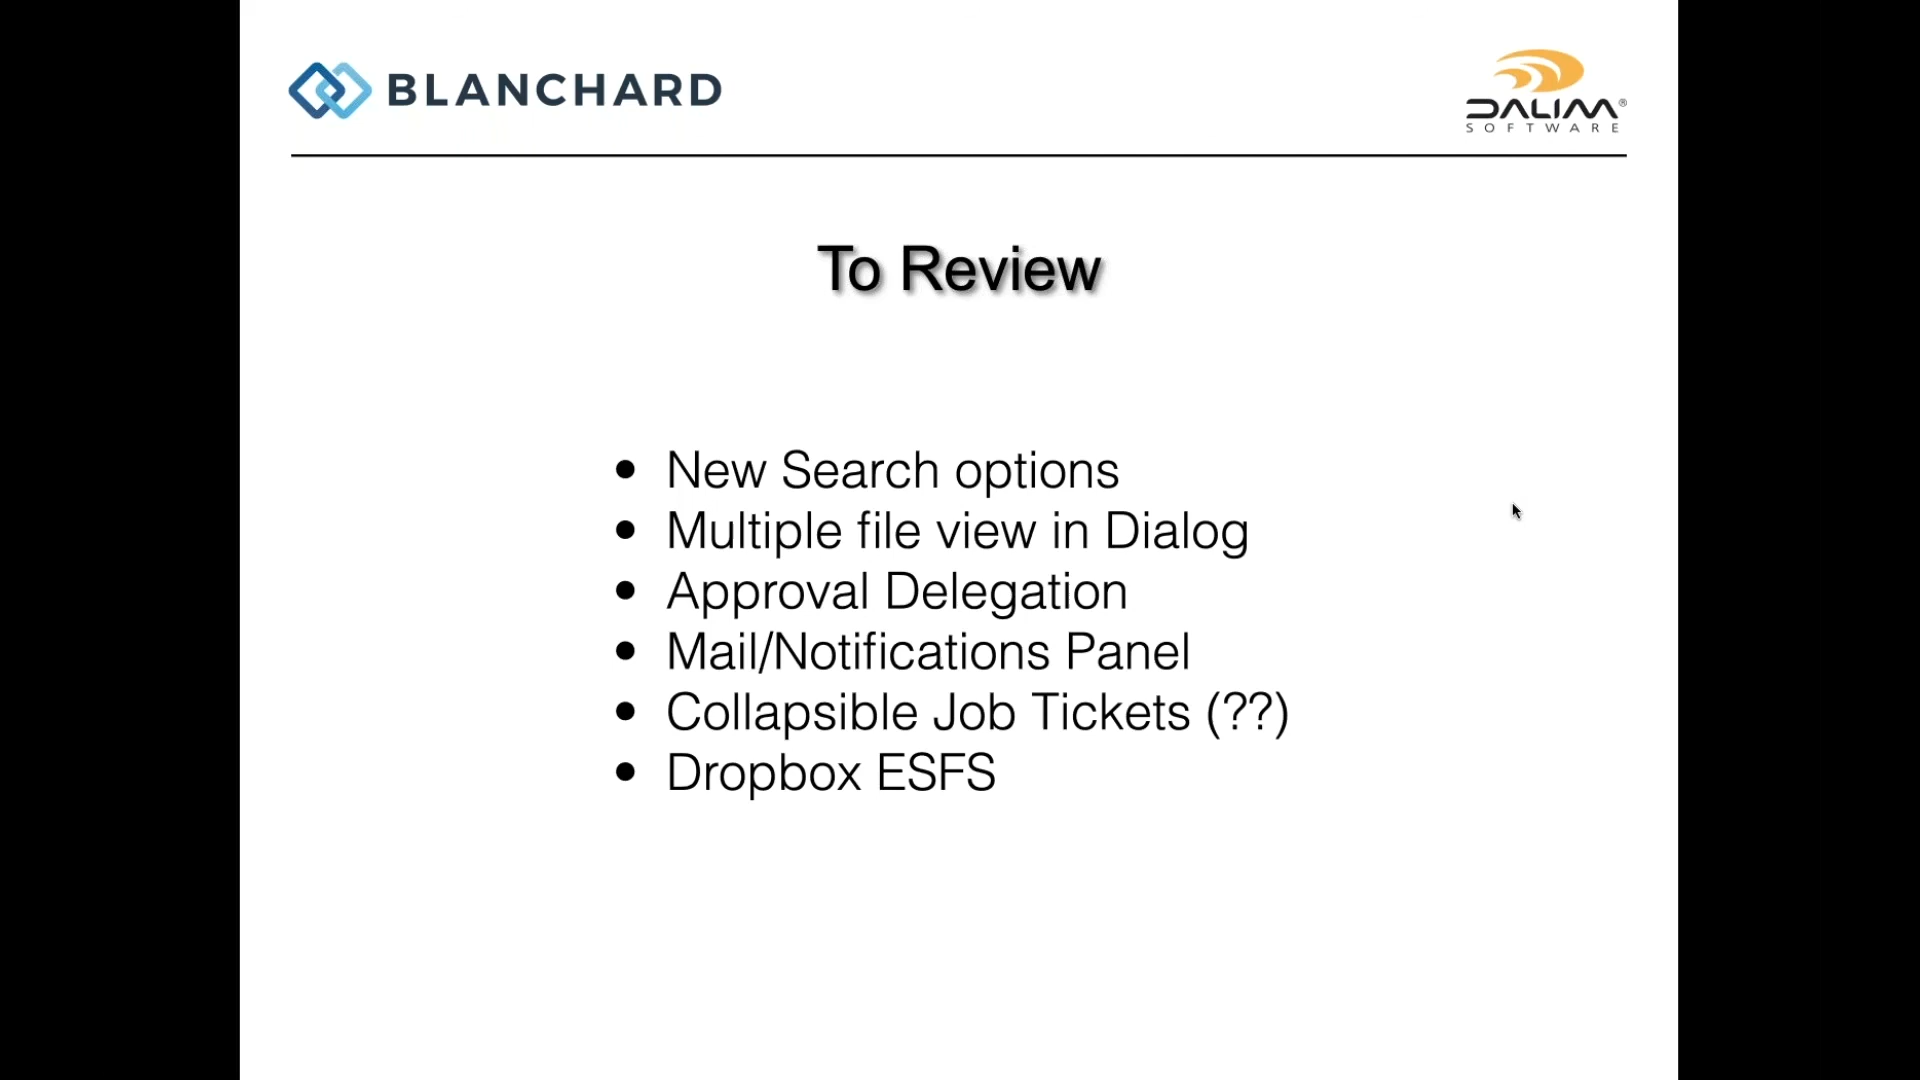 BLANCHARD
DALIM®
SOFTWARE
To Review
• New Search options
• Multiple file view in Dialog
• Approval Delegation
• Mail/Notifications Panel
• Collapsible Job Tickets (??)
• Dropbox ESFS